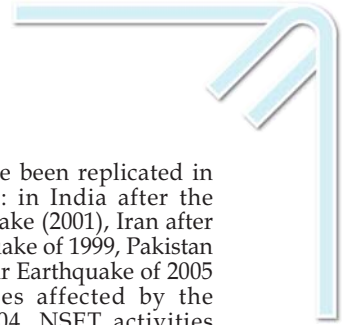 e been replicated in
: in India after the
ake (2001), Iran after
uake of 1999, Pakistan
r Earthquake of 2005
es affected by the
04. NSET activities